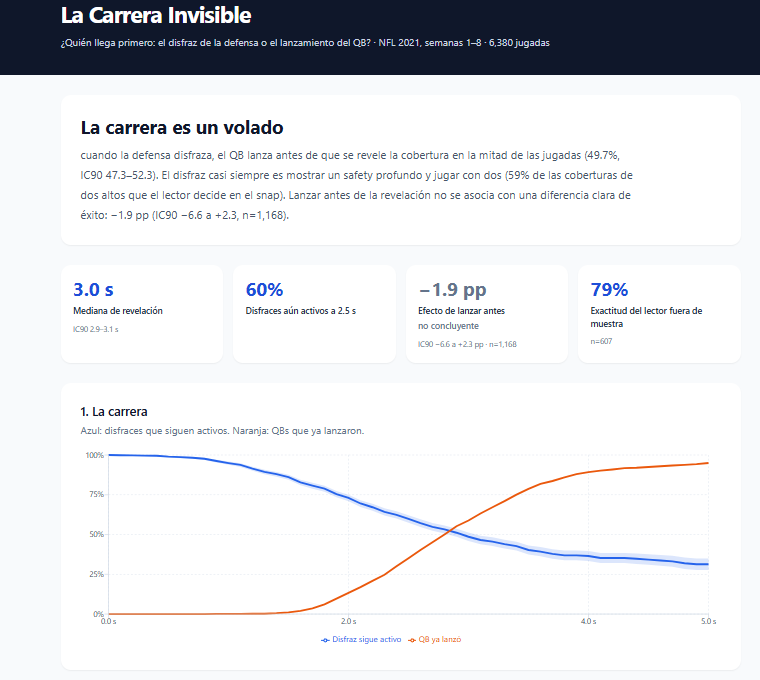 La Carrera Invisible
¿Quién llega primero: el disfraz de la defensa o el lanzamiento del QB? · NFL 2021, semanas 1–8 · 6,380 jugadas
La carrera es un volado
cuando la defensa disfraza, el QB lanza antes de que se revele la cobertura en la mitad de las jugadas (49.7%,
IC90 47.3–52.3). El disfraz casi siempre es mostrar un safety profundo y jugar con dos (59% de las coberturas de
dos altos que el lector decide en el snap). Lanzar antes de la revelación no se asocia con una diferencia clara de
éxito: −1.9 pp (IC90 −6.6 a +2.3, n=1,168).
3.0 s
Mediana de revelación
IC90 2.9–3.1 s
60%
Disfraces aún activos a 2.5 s
−1.9 pp
Efecto de lanzar antes
no concluyente
IC90 −6.6 a +2.3 pp · n=1,168
79%
Exactitud del lector fuera de
muestra
n=607
1. La carrera
Azul: disfraces que siguen activos. Naranja: QBs que ya lanzaron.
100%
75%
50%
25%
0%
0.0 s
2.0 s
4.0 s
5.0 s
Disfraz sigue activo
QB ya lanzó